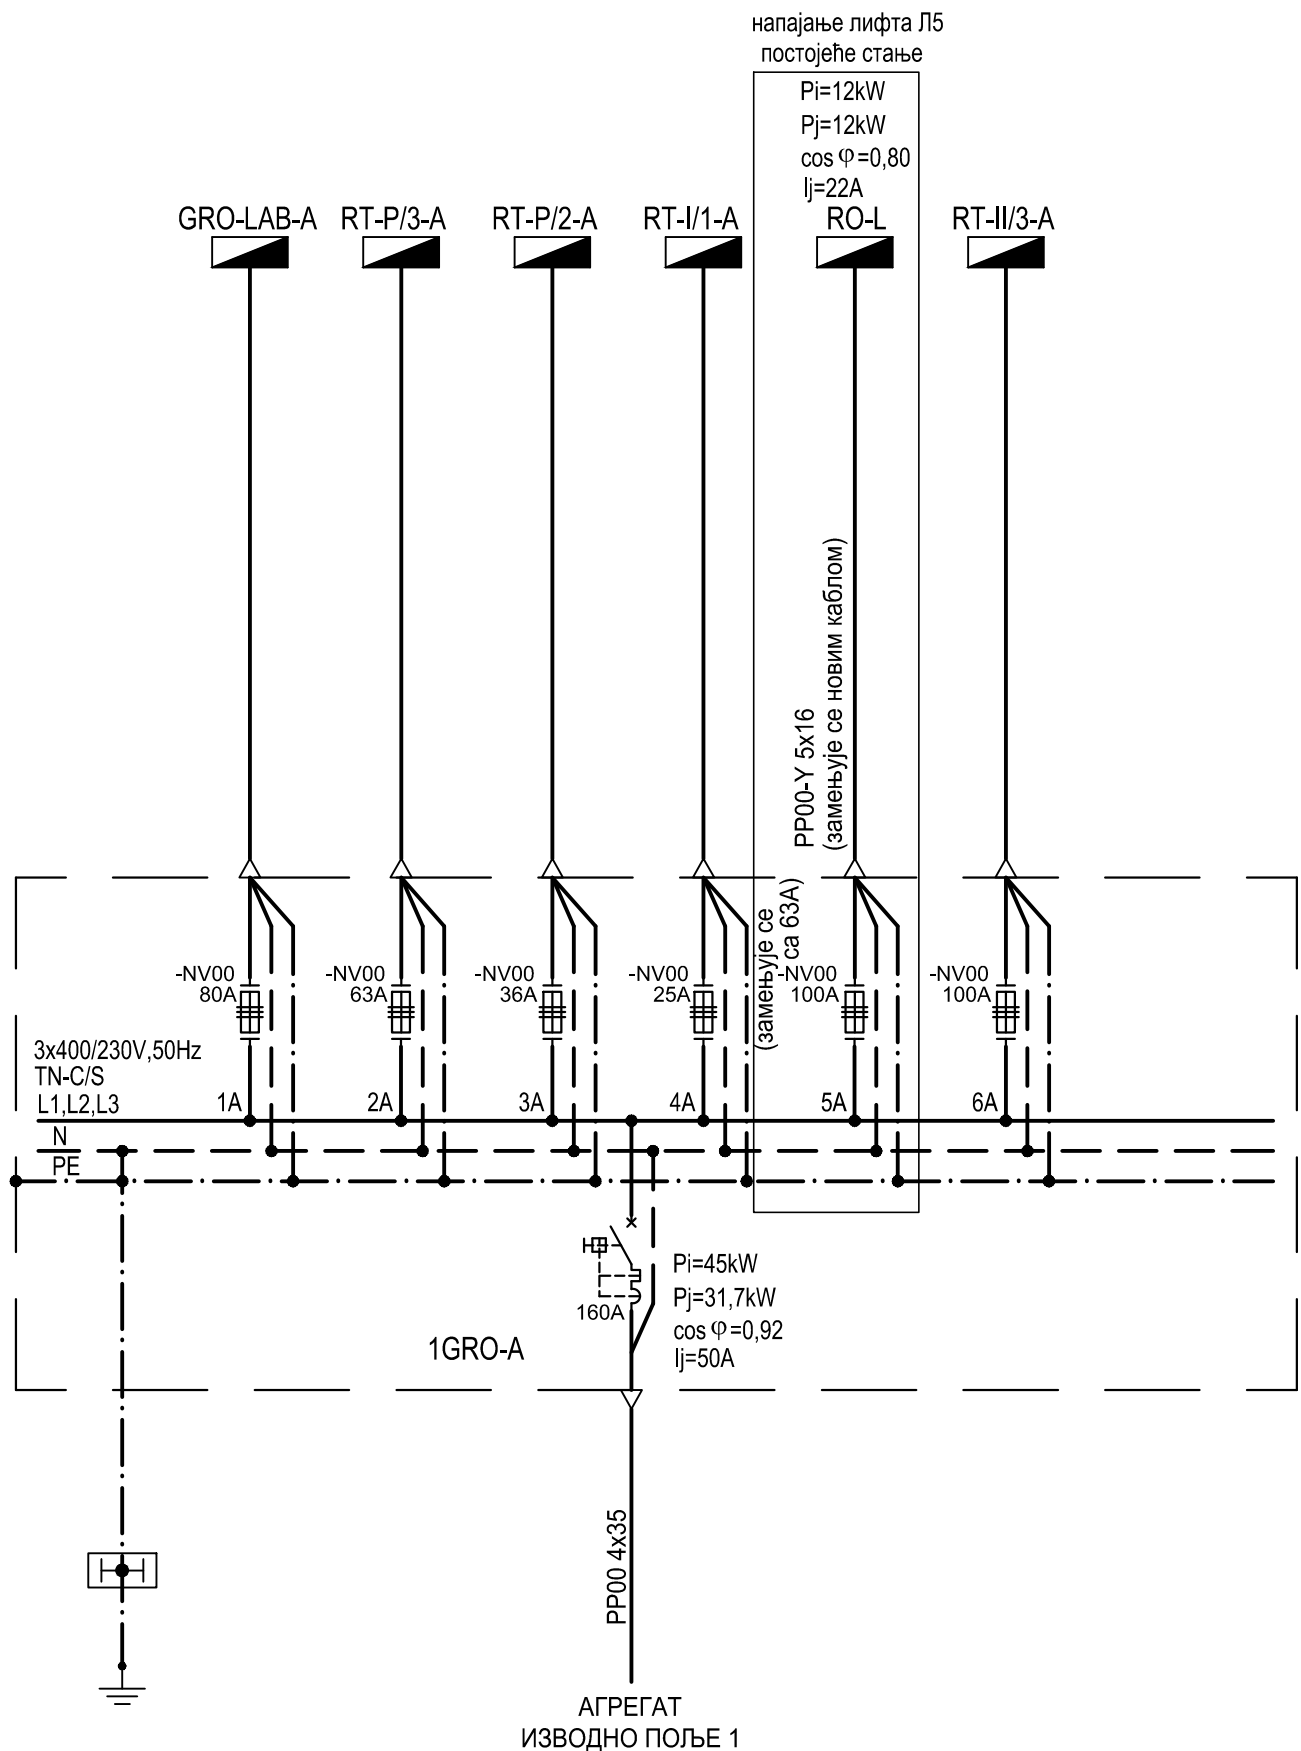 напајање лифта Л5
постојеће стање
Pi=12kW
Pj=12kW
cos φ=0,80
Ij=22A
GRO-LAB-A
RT-P/3-A
RT-P/2-A
RT-I/1-A
RO-L
RT-II/3-A
PP00-Y 5x16
(замењује се новим каблом)
(замењује се
са 63А)
-NV00
80A
-NV00
63A
-NV00
36A
-NV00
25A
-NV00
100A
-NV00
100A
3x400/230V,50Hz
TN-C/S
L1,L2,L3
1A
2A
3A
4A
5A
6A
N
PE
160A
Pi=45kW
Pj=31,7kW
cos φ=0,92
Ij=50A
1GRO-A
PP00 4x35
АГРЕГАТ
ИЗВОДНО ПОЉЕ 1